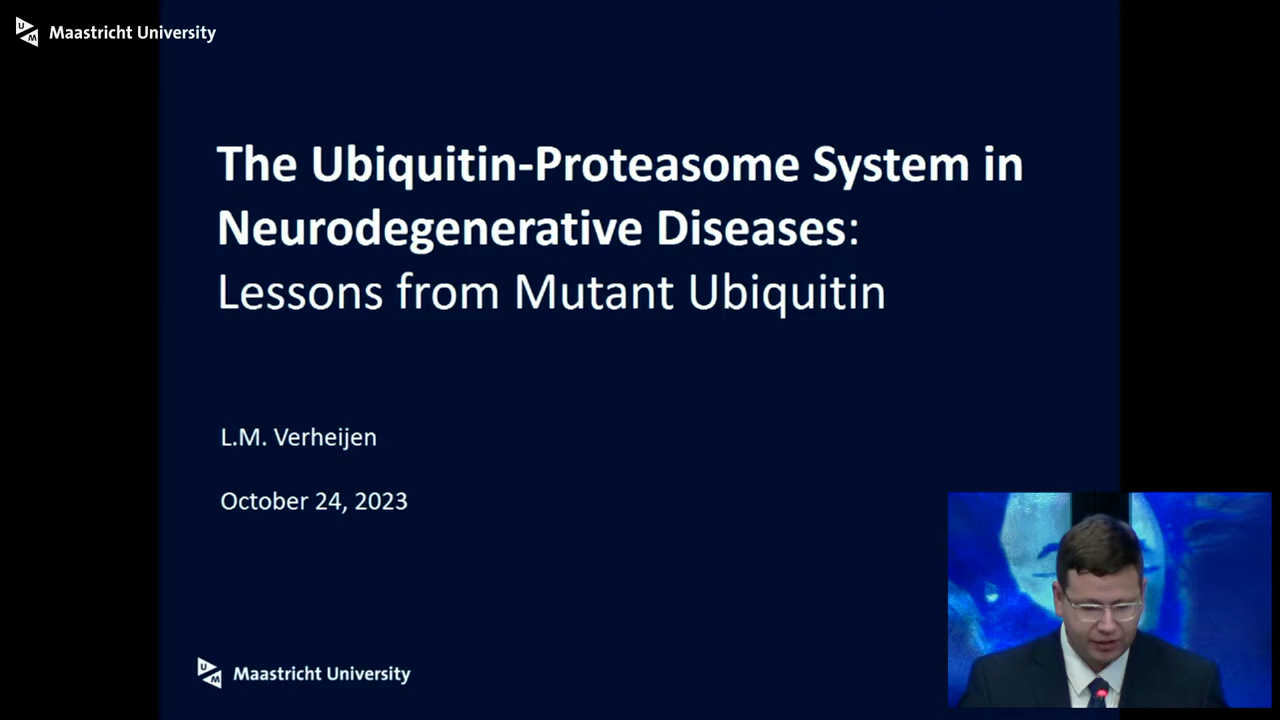 Maastricht University
The Ubiquitin-Proteasome System in
Neurodegenerative Diseases:
Lessons from Mutant Ubiquitin
L.M. Verheijen
October 24, 2023
Maastricht University